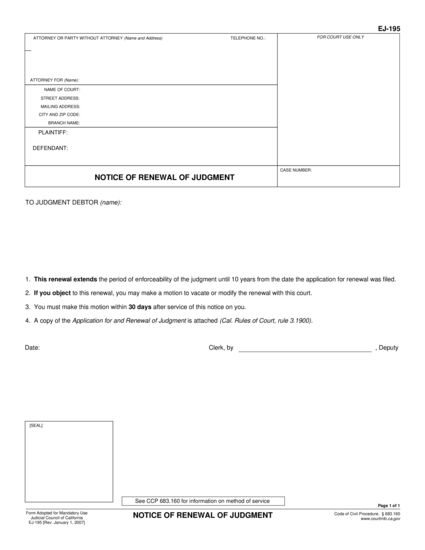 EJ-195
ATTORNEY OR PARTY WITHOUT ATTORNEY (Name and Address) TELEPHONE NO.: FOR COURT USE ONLY
ATTORNEY FOR (Name):
NAME OF COURT:
STREET ADDRESS:
MAILING ADDRESS:
CITY AND ZIP CODE:
BRANCH NAME:
PLAINTIFF:
DEFENDANT:
NOTICE OF RENEWAL OF JUDGMENT
CASE NUMBER:
TO JUDGMENT DEBTOR (name):
1. This renewal extends the period of enforceability of the judgment until 10 years from the date the application for renewal was filed.
2. If you object to this renewal, you may make a motion to vacate or modify the renewal with this court.
3. You must make this motion within 30 days after service of this notice on you.
4. A copy of the Application for and Renewal of Judgment is attached (Cal. Rules of Court, rule 3.1900).
Date: Clerk, by , Deputy
[SEAL]
See CCP 683.160 for information on method of service
Page 1 of 1
Form Adopted for Mandatory Use
Judicial Council of California
EJ-195 [Rev. January 1, 2007]
NOTICE OF RENEWAL OF JUDGMENT
Code of Civil Procedure, § 683.160
www.courtinfo.ca.gov